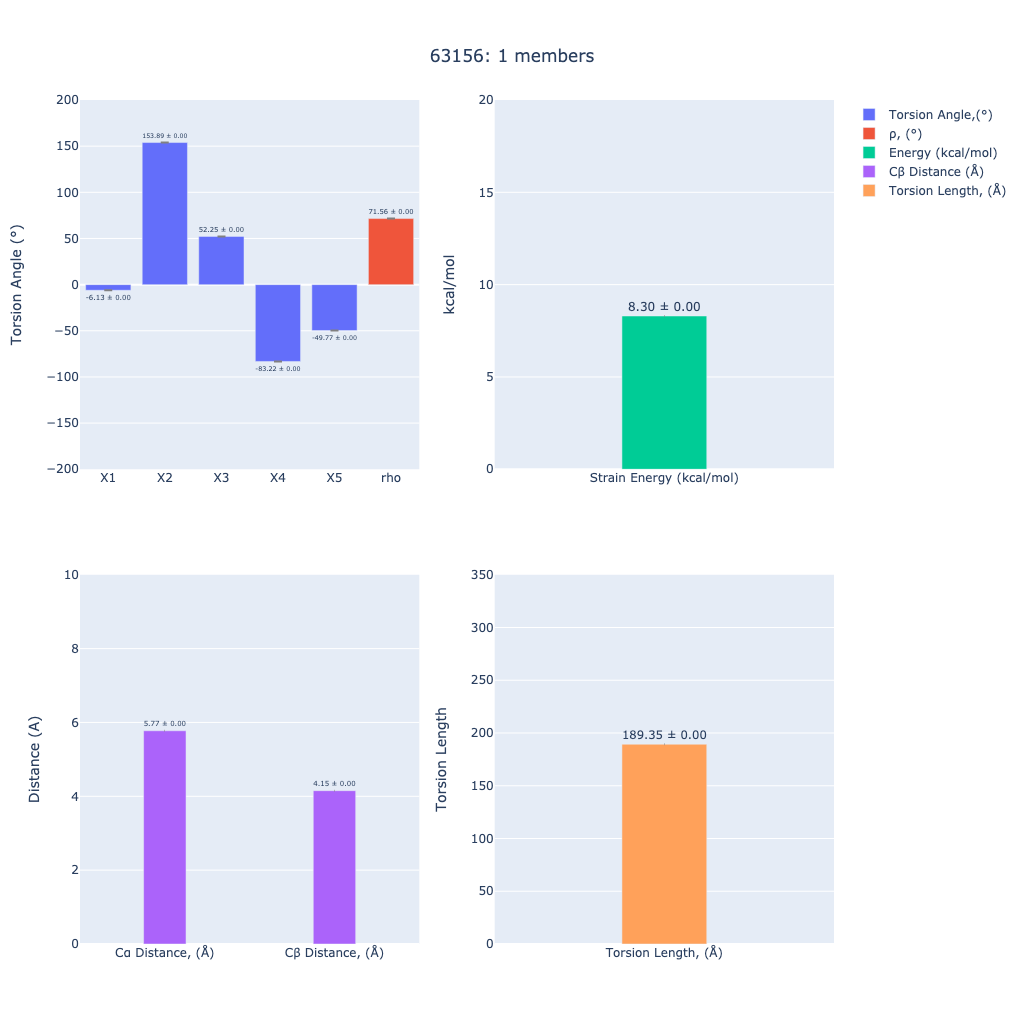 63156: 1 members
Torsion Angle (°)
200
150
100
50
0
−50
−100
−150
−200
-6.13 ± 0.00
153.89 ± 0.00
52.25 ± 0.00
-83.22 ± 0.00
-49.77 ± 0.00
71.56 ± 0.00
X1 X2 X3 X4 X5 rho
kcal/mol
20
15
10
5
0
8.30 ± 0.00
Strain Energy (kcal/mol)
Torsion Angle,(°)
ρ, (°)
Energy (kcal/mol)
Cβ Distance (Å)
Torsion Length, (Å)
Distance (A)
10
8
6
4
2
0
5.77 ± 0.00
4.15 ± 0.00
Cα Distance, (Å) Cβ Distance, (Å)
Torsion Length
350
300
250
200
150
100
50
0
189.35 ± 0.00
Torsion Length, (Å)